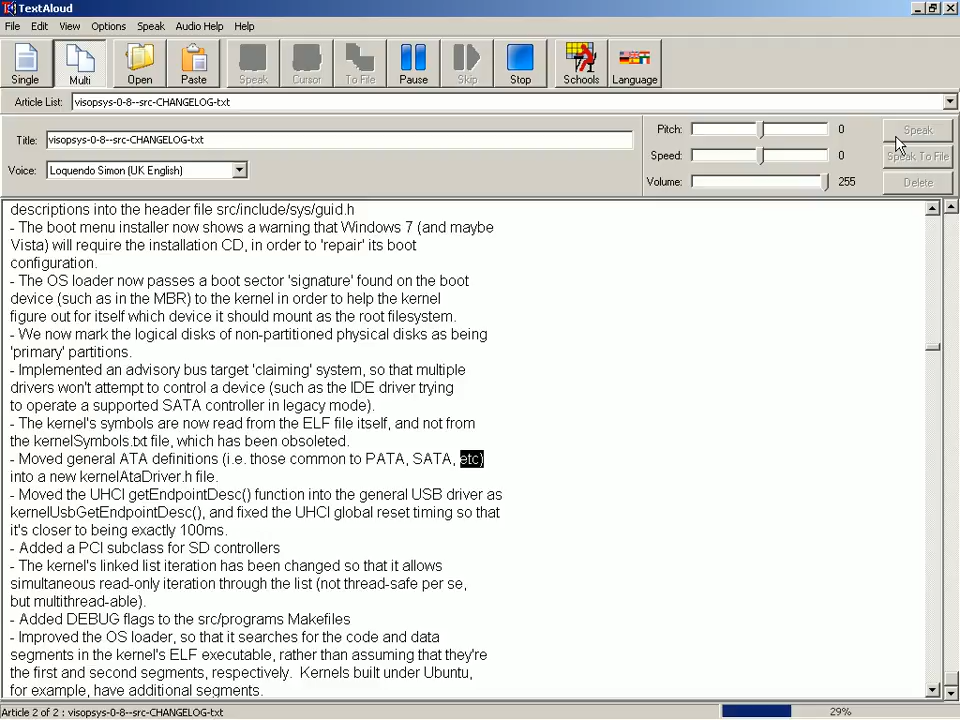 TextAloud
File Edit View Options Speak Audio Help Help
Single Multi Open Paste Speak Cursor To File Pause Skip Stop Schools Language
Article List: visopsys-0-8--src-CHANGELOG-txt
Title: visopsys-0-8--src-CHANGELOG-txt
Voice: Loquendo Simon (UK English)
Pitch: 0 Speak
Speed: 0 Speak To File
Volume: 255 Delete
descriptions into the header file src/include/sys/guid.h
- The boot menu installer now shows a warning that Windows 7 (and maybe
Vista) will require the installation CD, in order to 'repair' its boot
configuration.
- The OS loader now passes a boot sector 'signature' found on the boot
device (such as in the MBR) to the kernel in order to help the kernel
figure out for itself which device it should mount as the root filesystem.
- We now mark the logical disks of non-partitioned physical disks as being
'primary' partitions.
- Implemented an advisory bus target 'claiming' system, so that multiple
drivers won't attempt to control a device (such as the IDE driver trying
to operate a supported SATA controller in legacy mode).
- The kernel's symbols are now read from the ELF file itself, and not from
the kernelSymbols.txt file, which has been obsoleted.
- Moved general ATA definitions (i.e. those common to PATA, SATA, etc)
into a new kernelAtaDriver.h file.
- Moved the UHCI getEndpointDesc() function into the general USB driver as
kernelUsbGetEndpointDesc(), and fixed the UHCI global reset timing so that
it's closer to being exactly 100ms.
- Added a PCI subclass for SD controllers
- The kernel's linked list iteration has been changed so that it allows
simultaneous read-only iteration through the list (not thread-safe per se,
but multithread-able).
- Added DEBUG flags to the src/programs Makefiles
- Improved the OS loader, so that it searches for the code and data
segments in the kernel's ELF executable, rather than assuming that they're
the first and second segments, respectively.  Kernels built under Ubuntu,
for example, have additional segments.
Article 2 of 2 : visopsys-0-8--src-CHANGELOG-txt 29%